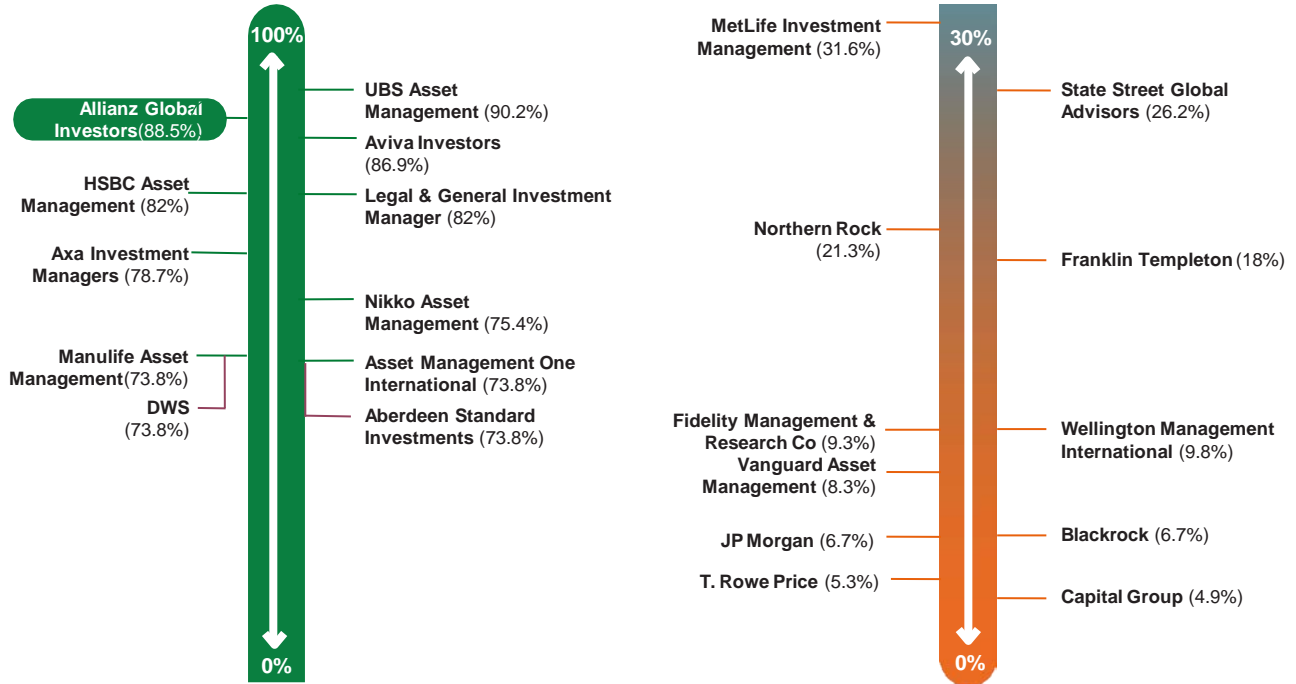 100%
UBS Asset
Management (90.2%)
Allianz Global
Investors(88.5%)
Aviva Investors
(86.9%)
HSBC Asset
Management (82%)
Legal & General Investment
Manager (82%)
Axa Investment
Managers (78.7%)
Nikko Asset
Management (75.4%)
Manulife Asset
Management(73.8%)
Asset Management One
International (73.8%)
DWS
(73.8%)
Aberdeen Standard
Investments (73.8%)
0%
MetLife Investment
Management (31.6%)
30%
State Street Global
Advisors (26.2%)
Northern Rock
(21.3%)
Franklin Templeton (18%)
Fidelity Management &
Research Co (9.3%)
Wellington Management
International (9.8%)
Vanguard Asset
Management (8.3%)
JP Morgan (6.7%)
Blackrock (6.7%)
T. Rowe Price (5.3%)
Capital Group (4.9%)
0%